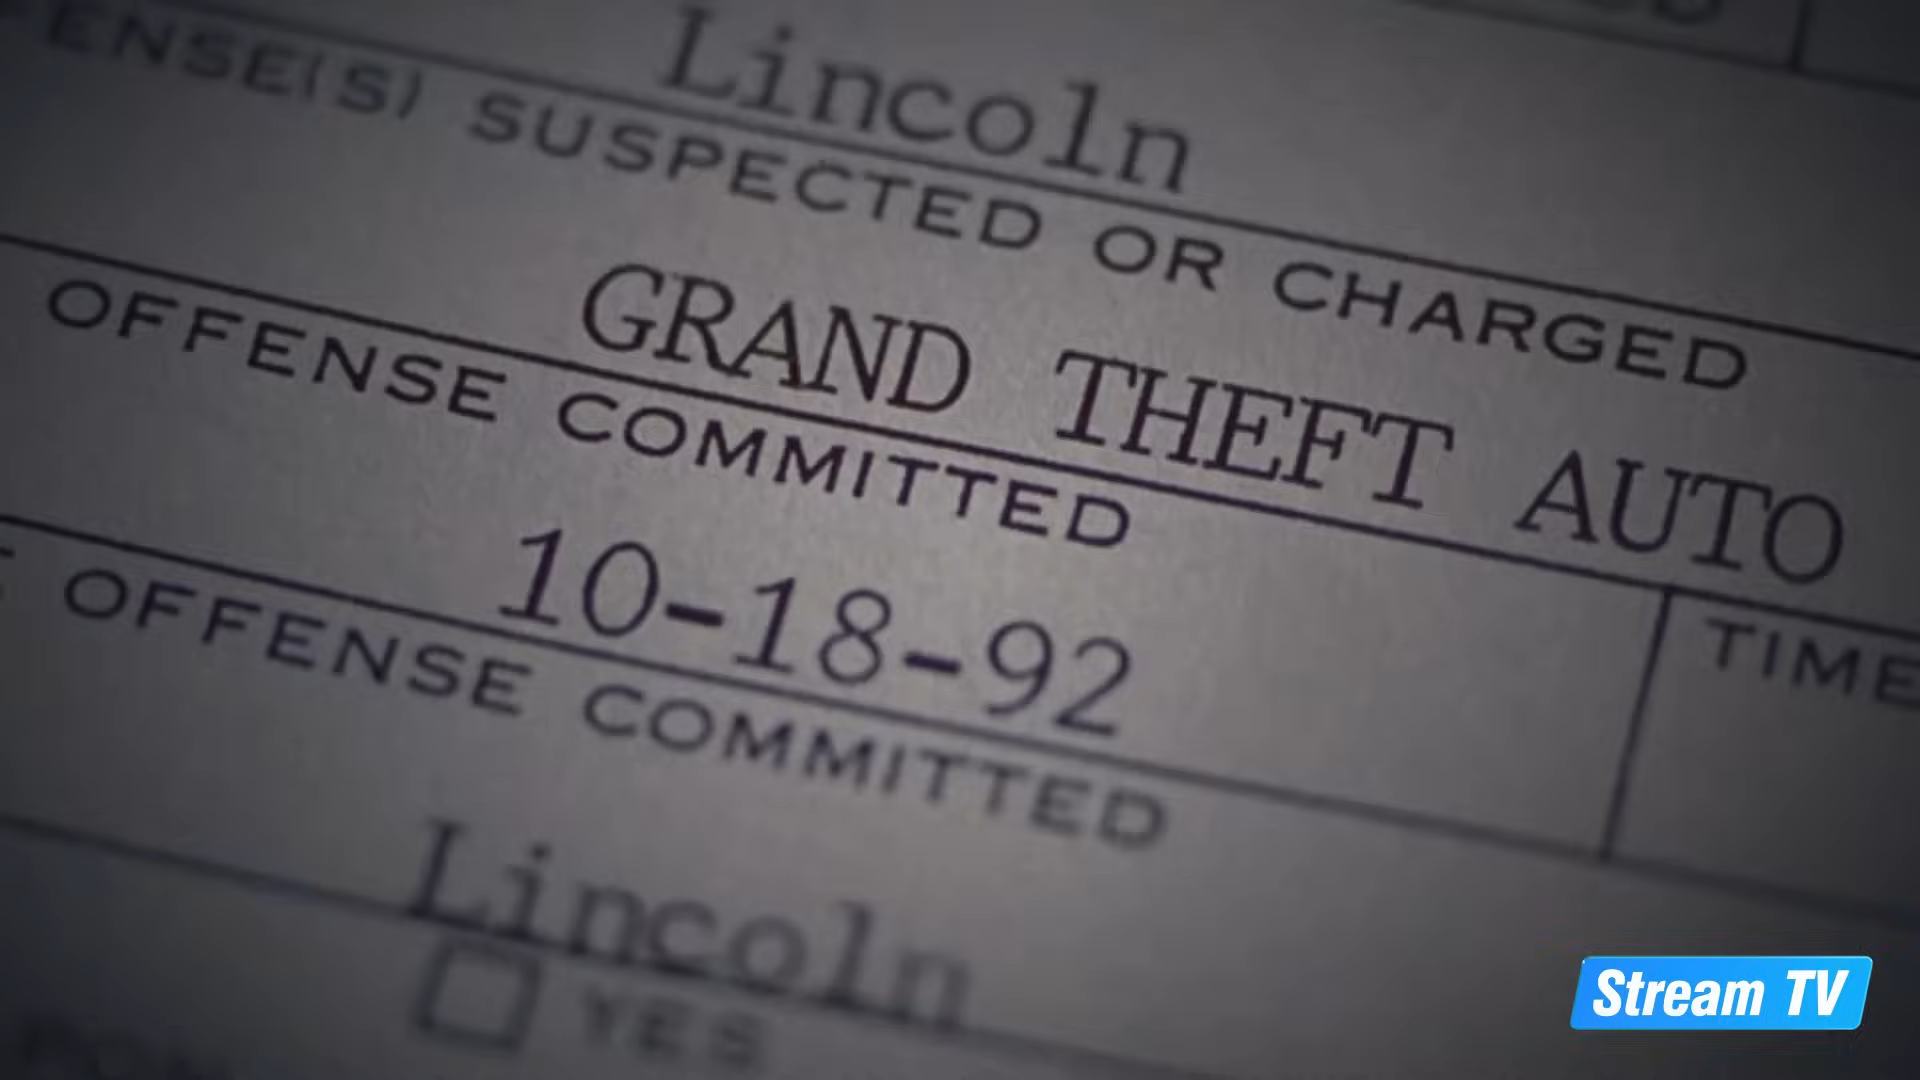 Lincoln
ENSE(S) SUSPECTED OR CHARGED
GRAND THEFT AUTO
OFFENSE COMMITTED
TIME
10-18-92
OFFENSE COMMITTED
Lincoln
YES
Stream TV